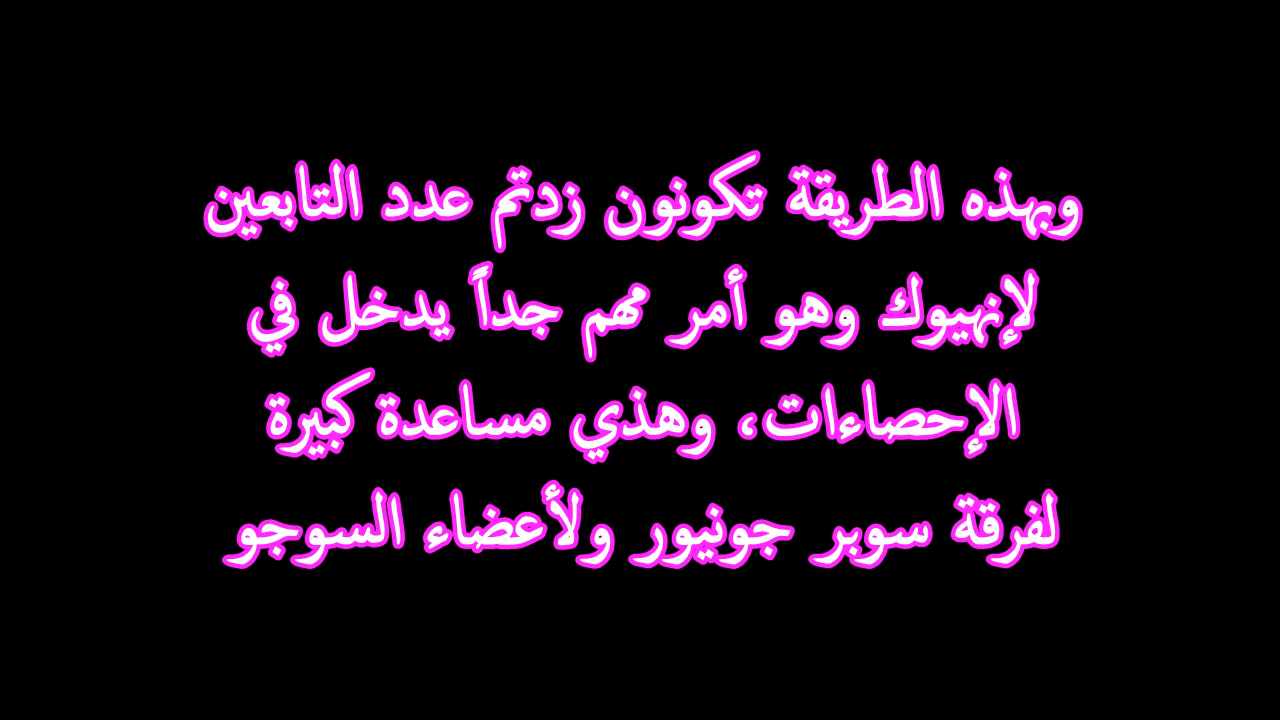 وبهذه الطريقة تكونون زدتم عدد التابعين
لإنهيوك وهو أمر مهم جداً يدخل في
الإحصاءات، وهذي مساعدة كبيرة
لفرقة سوبر جونيور ولأعضاء السوجو